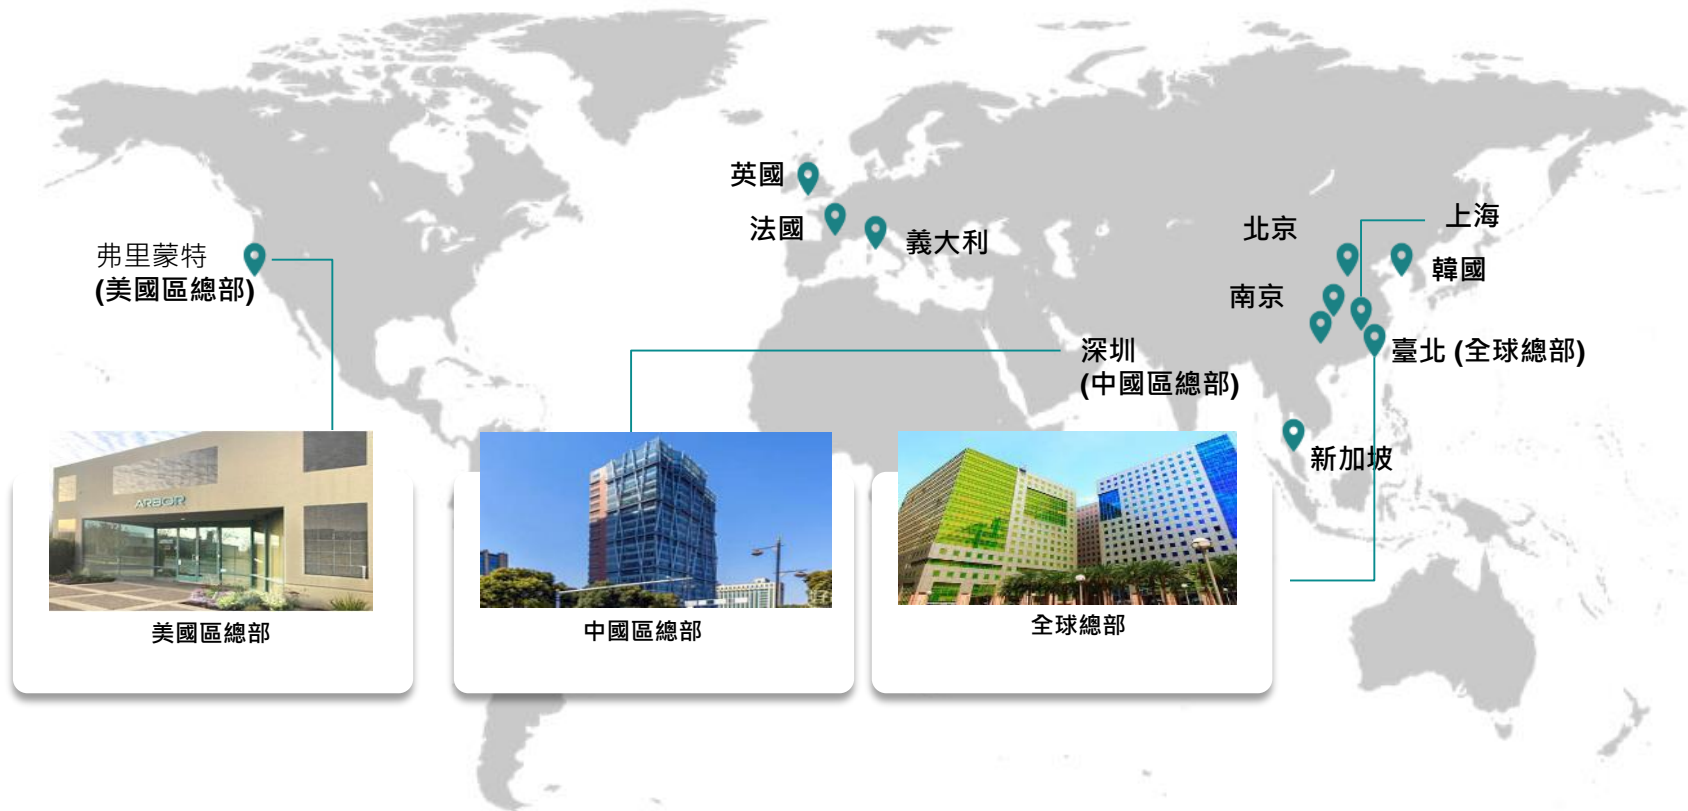 英國
法國
義大利
弗里蒙特
(美國區總部)
北京
上海
韓國
南京
深圳
(中國區總部)
臺北 (全球總部)
新加坡
ARBOR
美國區總部
中國區總部
全球總部